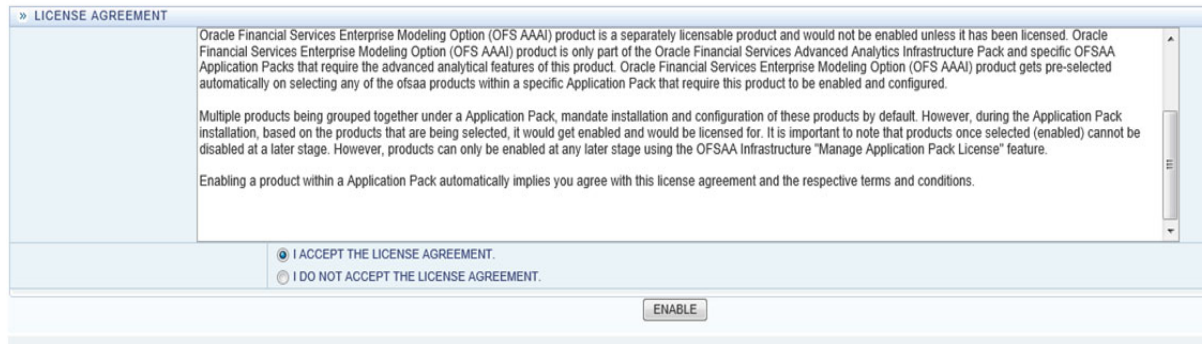 » LICENSE AGREEMENT
Oracle Financial Services Enterprise Modeling Option (OFS AAAI) product is a separately licensable product and would not be enabled unless it has been licensed. Oracle
Financial Services Enterprise Modeling Option (OFS AAAI) product is only part of the Oracle Financial Services Advanced Analytics Infrastructure Pack and specific OFSAA
Application Packs that require the advanced analytical features of this product. Oracle Financial Services Enterprise Modeling Option (OFS AAAI) product gets pre-selected
automatically on selecting any of the ofsaa products within a specific Application Pack that require this product to be enabled and configured.
Multiple products being grouped together under a Application Pack, mandate installation and configuration of these products by default. However, during the Application Pack
installation, based on the products that are being selected, it would get enabled and would be licensed for. It is important to note that products once selected (enabled) cannot be
disabled at a later stage. However, products can only be enabled at any later stage using the OFSAA Infrastructure "Manage Application Pack License" feature.
Enabling a product within a Application Pack automatically implies you agree with this license agreement and the respective terms and conditions.
I ACCEPT THE LICENSE AGREEMENT.
I DO NOT ACCEPT THE LICENSE AGREEMENT.
ENABLE